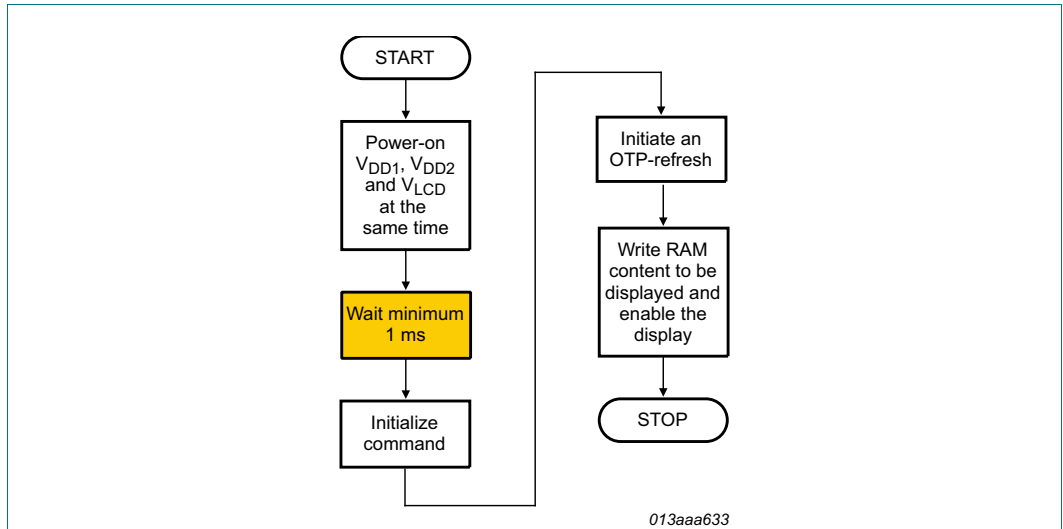 START
Power-on
VDD1, VDD2
and VLCD
at the
same time
Wait minimum
1 ms
Initialize
command
Initiate an
OTP-refresh
Write RAM
content to be
displayed and
enable the
display
STOP
013aaa633